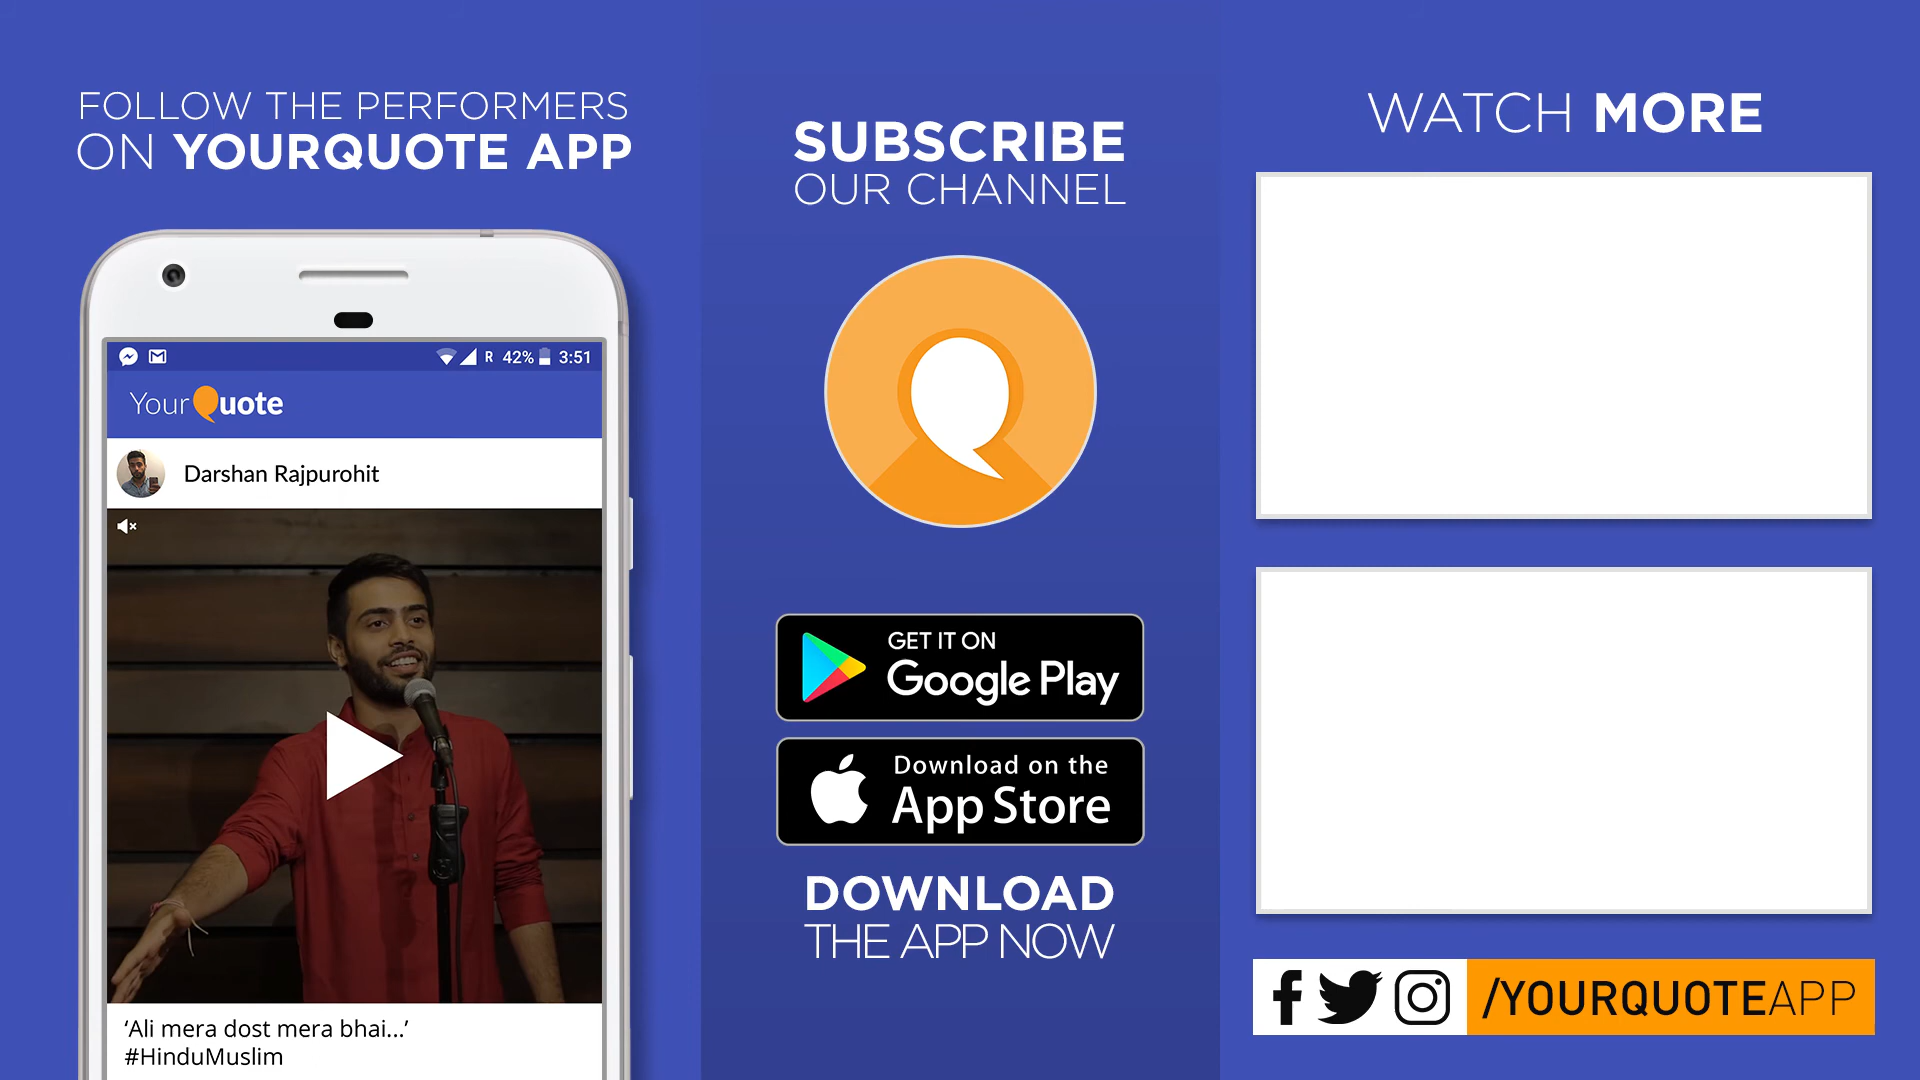 FOLLOW THE PERFORMERS
ON YOURQUOTE APP
R 42% 3:51
YourQuote
Darshan Rajpurohit
‘Ali mera dost mera bhai...’
#HinduMuslim
SUBSCRIBE
OUR CHANNEL
GET IT ON
Google Play
Download on the
App Store
DOWNLOAD
THE APP NOW
WATCH MORE
/YOURQUOTEAPP